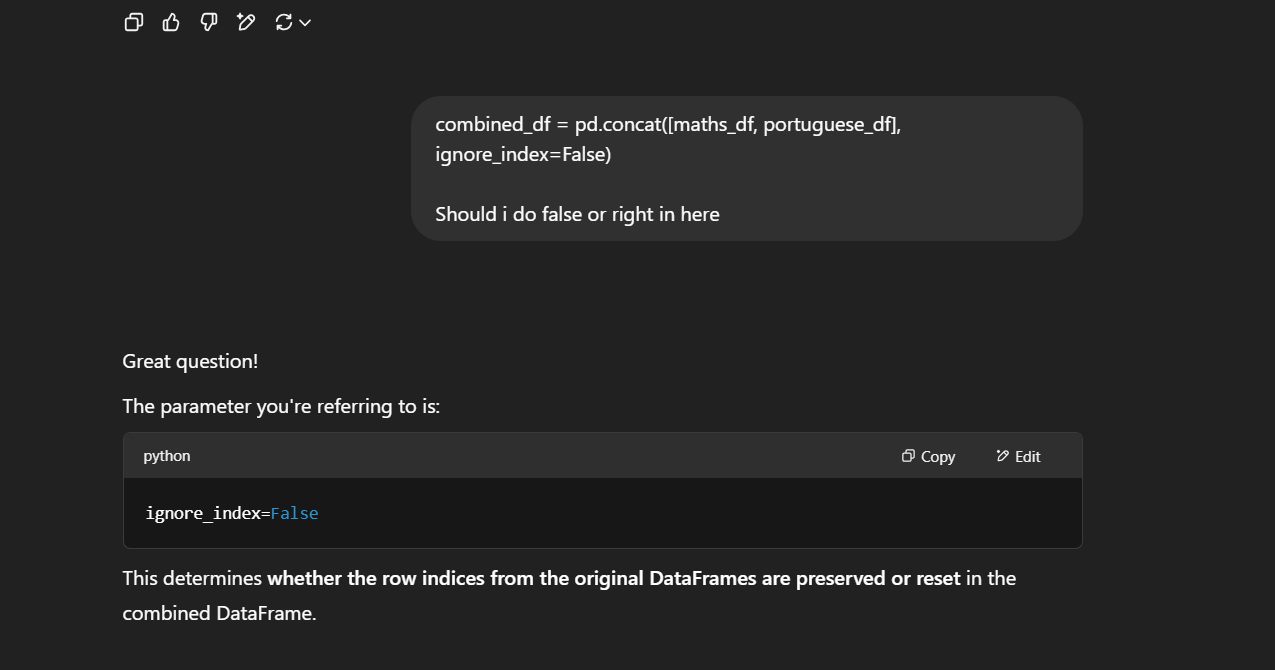 combined_df = pd.concat([maths_df, portuguese_df],
ignore_index=False)
Should i do false or right in here
Great question!
The parameter you're referring to is:
python
Copy
Edit
ignore_index=False
This determines whether the row indices from the original DataFrames are preserved or reset in the
combined DataFrame.